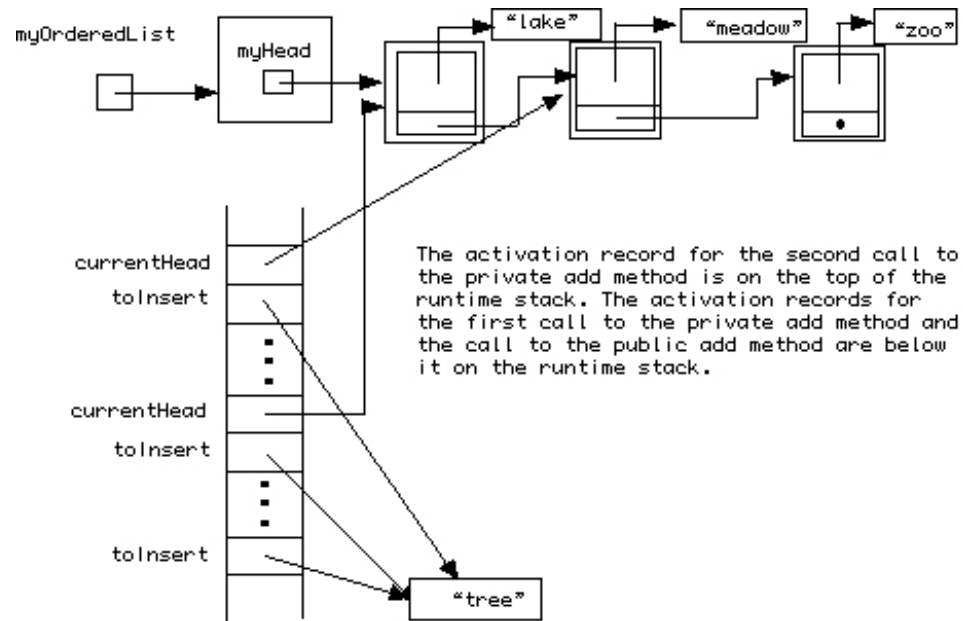 myOrderedList
myHead
"lake"
"meadow"
"zoo"
currentHead
toInsert
currentHead
toInsert
toInsert
The activation record for the second call to
the private add method is on the top of the
runtime stack. The activation records for
the first call to the private add method and
the call to the public add method are below
it on the runtime stack.
"tree"